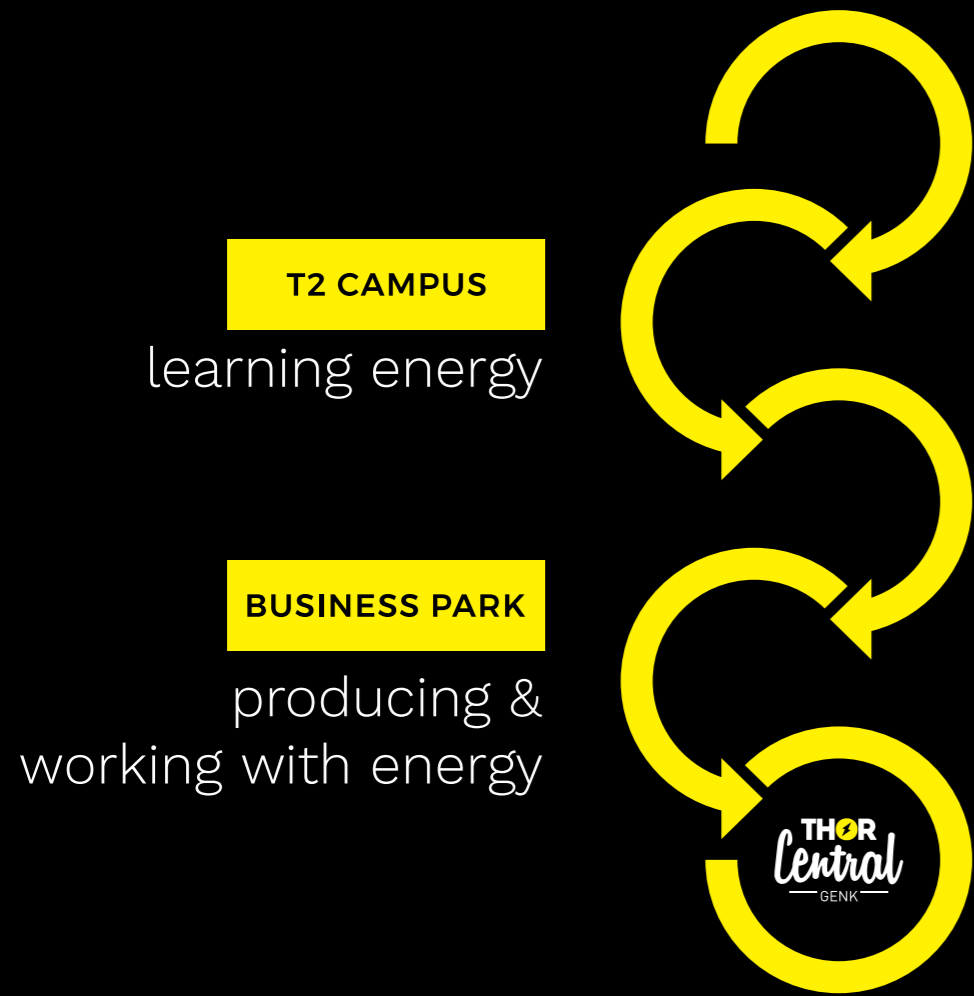 T2 CAMPUS
learning energy
BUSINESS PARK
producing &
working with energy
THOR
Central
GENK